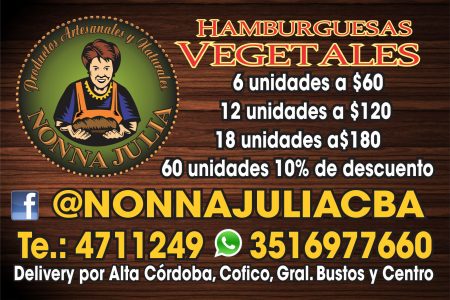 Productos Artesanales y Naturales
NONNA JULIA
HAMBURGUESAS
VEGETALES
6 unidades a $60
12 unidades a $120
18 unidades a$180
60 unidades 10% de descuento
f @NONNAJULIACBA
Te.: 4711249 3516977660
Delivery por Alta Córdoba, Cofico, Gral. Bustos y Centro